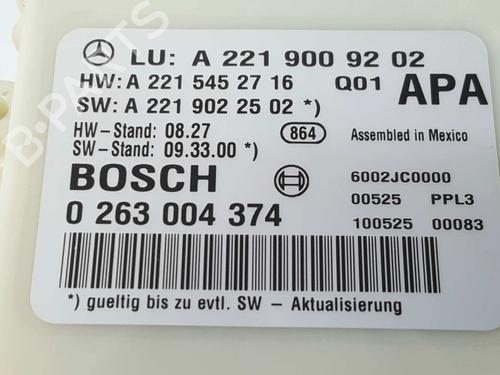 LU: A 221 900 92 02
HW: A 221 545 27 16 Q01 APA
SW: A 221 902 25 02 *)
HW-Stand: 08.27 864 Assembled in Mexico
SW-Stand: 09.33.00 *)
BOSCH 6002JC0000
0 263 004 374 00525 PPL3
100525 00083
*) gueltig bis zu evtl. SW - Aktualisierung
B-PARTS